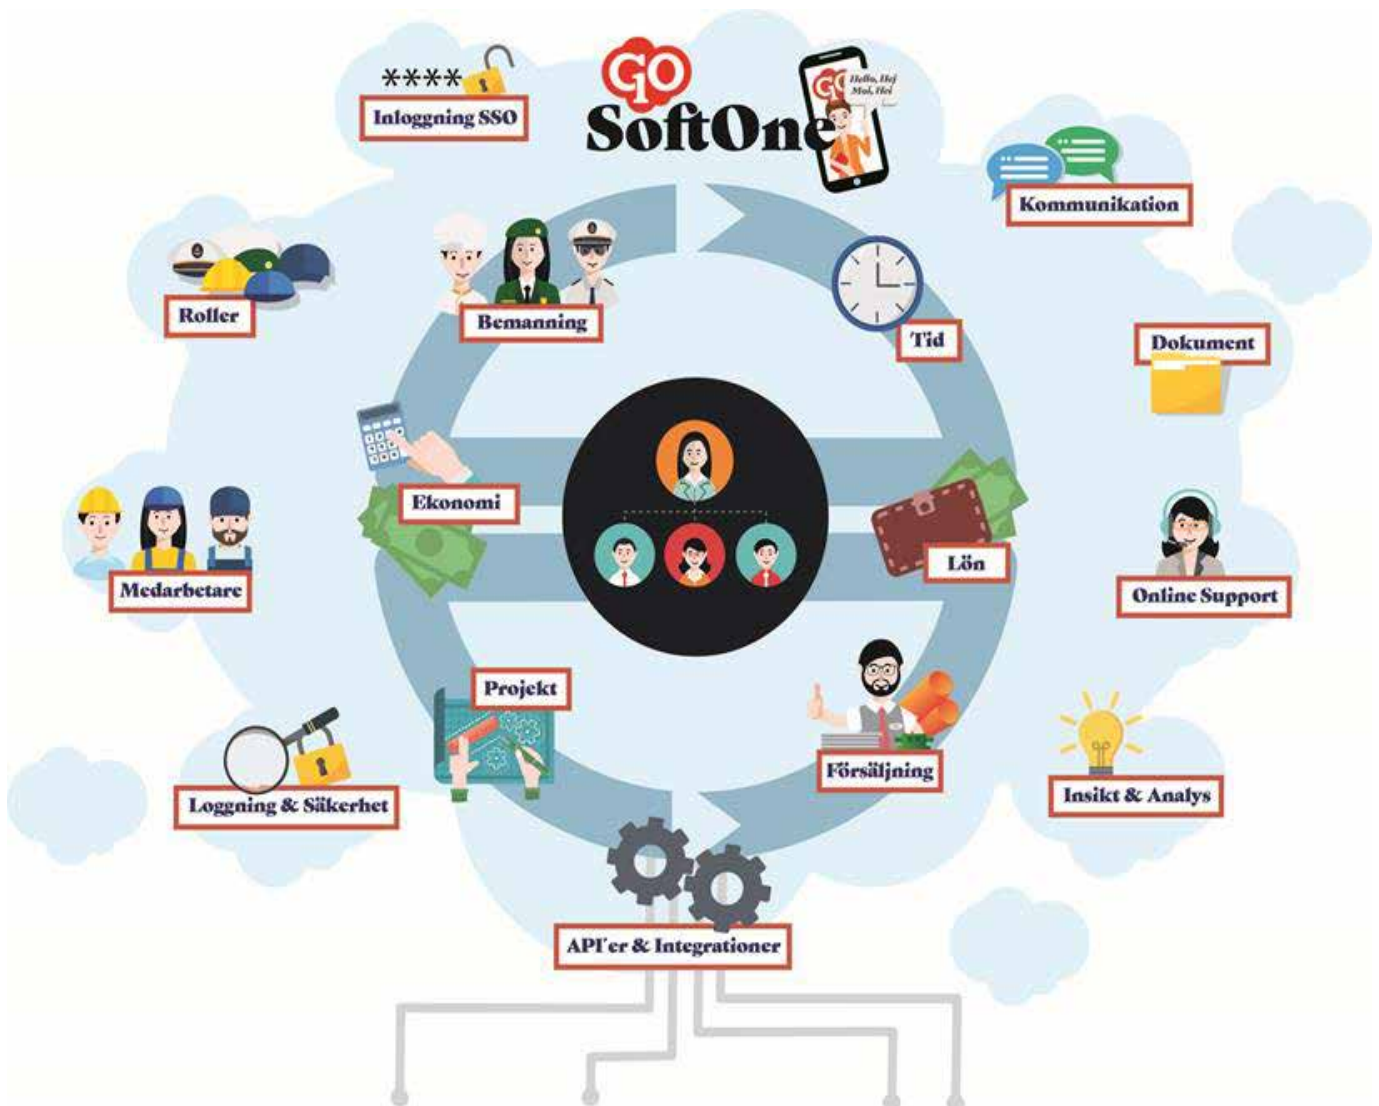 ****
Inloggning SSO
GO
SoftOne
GO
Hello, Hej
Moi, Hei
Kommunikation
Roller
Bemanning
Tid
Dokument
Ekonomi
Lön
Medarbetare
Online Support
Projekt
Försäljning
Loggning & Säkerhet
Insikt & Analys
API'er & Integrationer